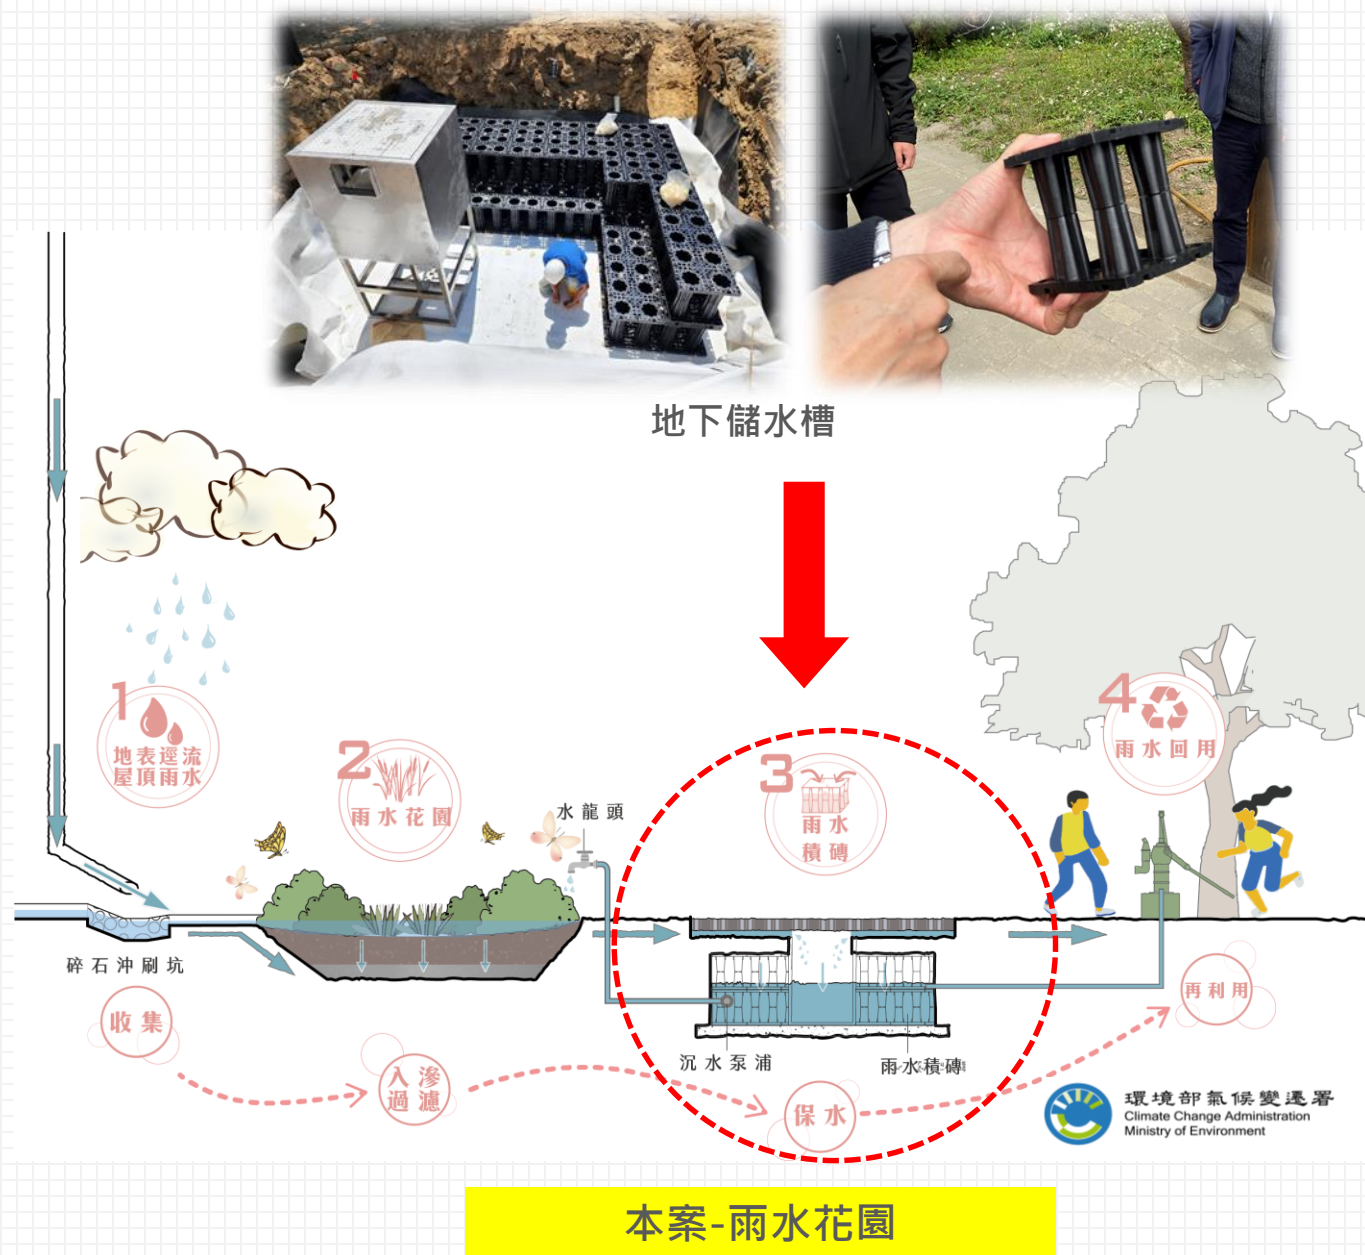 地下儲水槽
1
地表逕流
屋頂雨水
2
雨水花園
水龍頭
3
雨水
積磚
4
雨水回用
碎石沖刷坑
收集
入滲
過濾
沉水泵浦
雨水積磚
保水
再利用
環境部氣候變遷署
Climate Change Administration
Ministry of Environment
本案-雨水花園